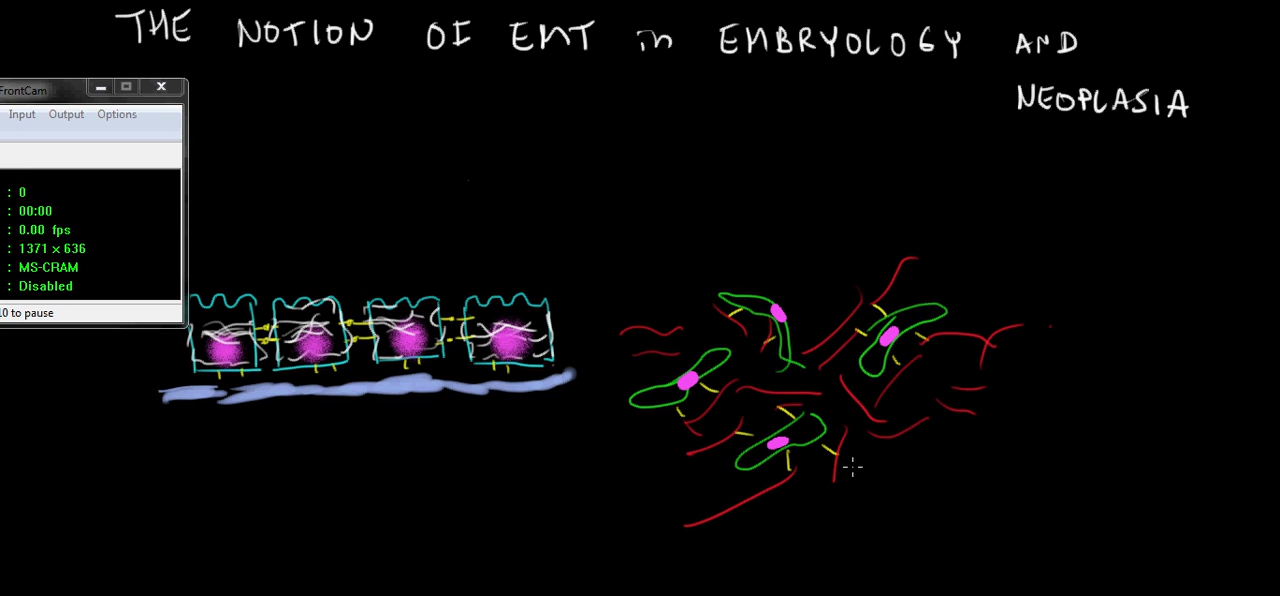 THE NOTION OF EMT in EMBRYOLOGY AND
NEOPLASIA
FrontCam
Input Output Options
: 0
: 00:00
: 0.00 fps
: 1371 × 636
: MS-CRAM
: Disabled
10 to pause